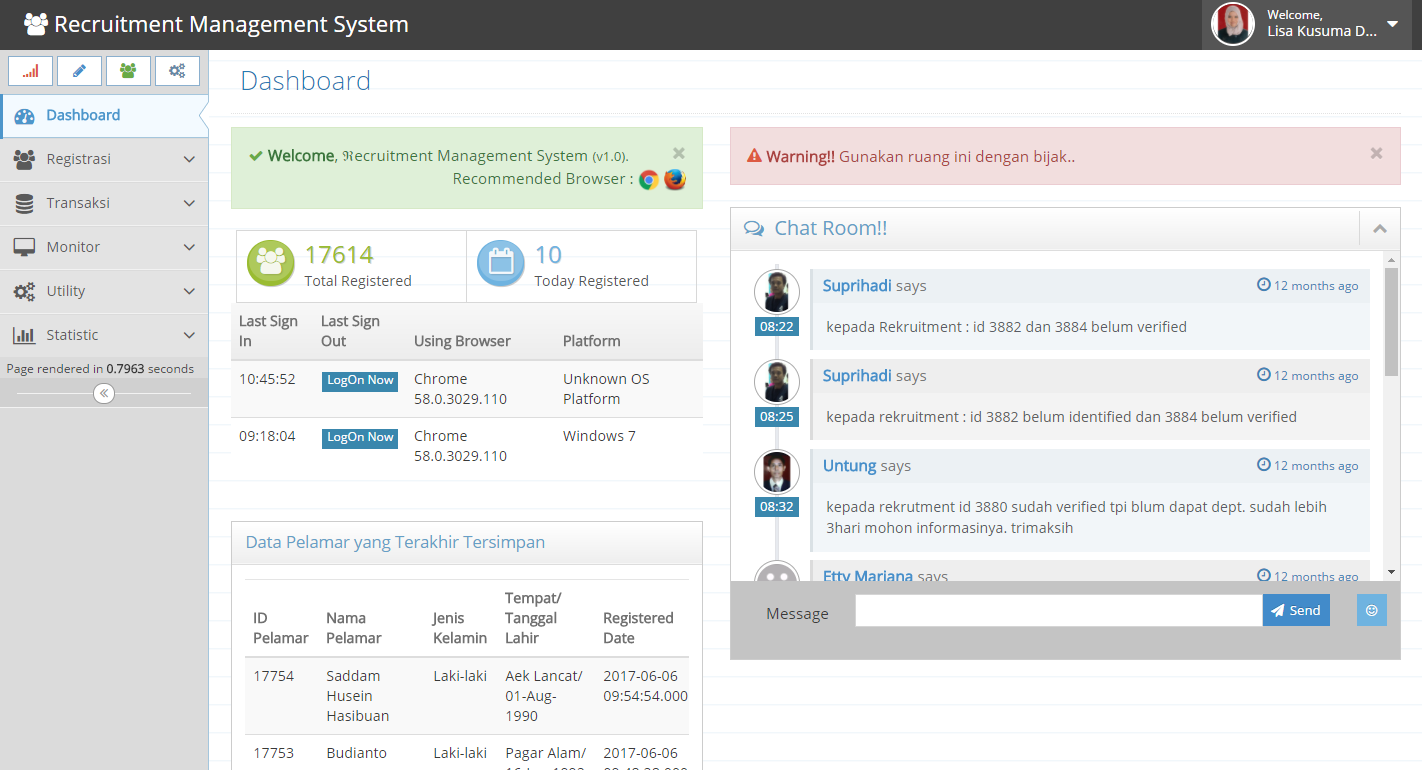 Recruitment Management System
Welcome,
Lisa Kusuma D...
Dashboard
Registrasi
Transaksi
Monitor
Utility
Statistic
Page rendered in 0.7963 seconds
Dashboard
Welcome, ℜecruitment Management System (v1.0).
Recommended Browser :
17614
Total Registered
10
Today Registered
Last Sign In
Last Sign Out
Using Browser
Platform
10:45:52
LogOn Now
Chrome 58.0.3029.110
Unknown OS Platform
09:18:04
LogOn Now
Chrome 58.0.3029.110
Windows 7
Data Pelamar yang Terakhir Tersimpan
ID Pelamar
Nama Pelamar
Jenis Kelamin
Tempat/ Tanggal Lahir
Registered Date
17754
Saddam Husein Hasibuan
Laki-laki
Aek Lancat/ 01-Aug-1990
2017-06-06 09:54:54.000
17753
Budianto
Laki-laki
Pagar Alam/
2017-06-06
Warning!! Gunakan ruang ini dengan bijak..
Chat Room!!
Suprihadi says
12 months ago
08:22
kepada Rekruitment : id 3882 dan 3884 belum verified
Suprihadi says
12 months ago
08:25
kepada rekruitment : id 3882 belum identified dan 3884 belum verified
Untung says
12 months ago
08:32
kepada rekrutment id 3880 sudah verified tpi blum dapat dept. sudah lebih
3hari mohon informasinya. trimaksih
Etty Mariana says
12 months ago
Message
Send